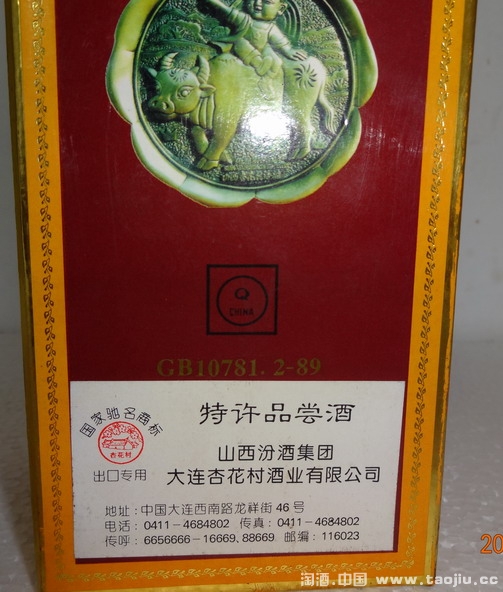 Q
CHINA
GB10781.2-89
国家驰名商标
杏花村
出口专用
特许品尝酒
山西汾酒集团
大连杏花村酒业有限公司
地址:中国大连西南路龙祥街46号
电话:0411-4684802 传真:0411-4684802
传呼:6656666-16669、88669 邮编:116023
20
淘酒.中国 www.taojiu.cc